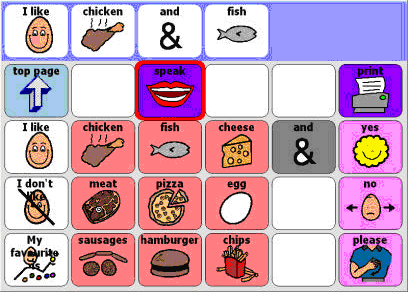 I like chicken and fish
&
top page speak print
I like chicken fish cheese and yes
&
I don't like meat pizza egg no
My favourite is sausages hamburger chips please